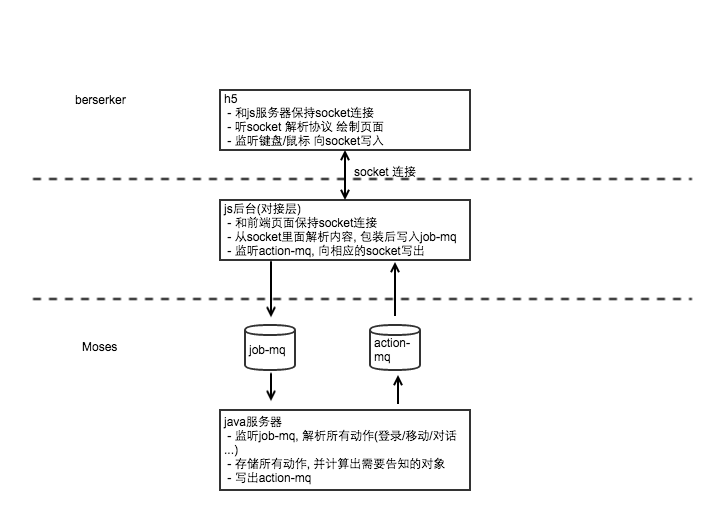 berserker
h5
- 和js服务器保持socket连接
- 听socket 解析协议 绘制页面
- 监听键盘/鼠标 向socket写入
socket 连接
js后台(对接层)
- 和前端页面保持socket连接
- 从socket里面解析内容, 包装后写入job-mq
- 监听action-mq, 向相应的socket写出
Moses
job-mq
action-
mq
java服务器
- 监听job-mq, 解析所有动作(登录/移动/对话
...)
- 存储所有动作, 并计算出需要告知的对象
- 写出action-mq